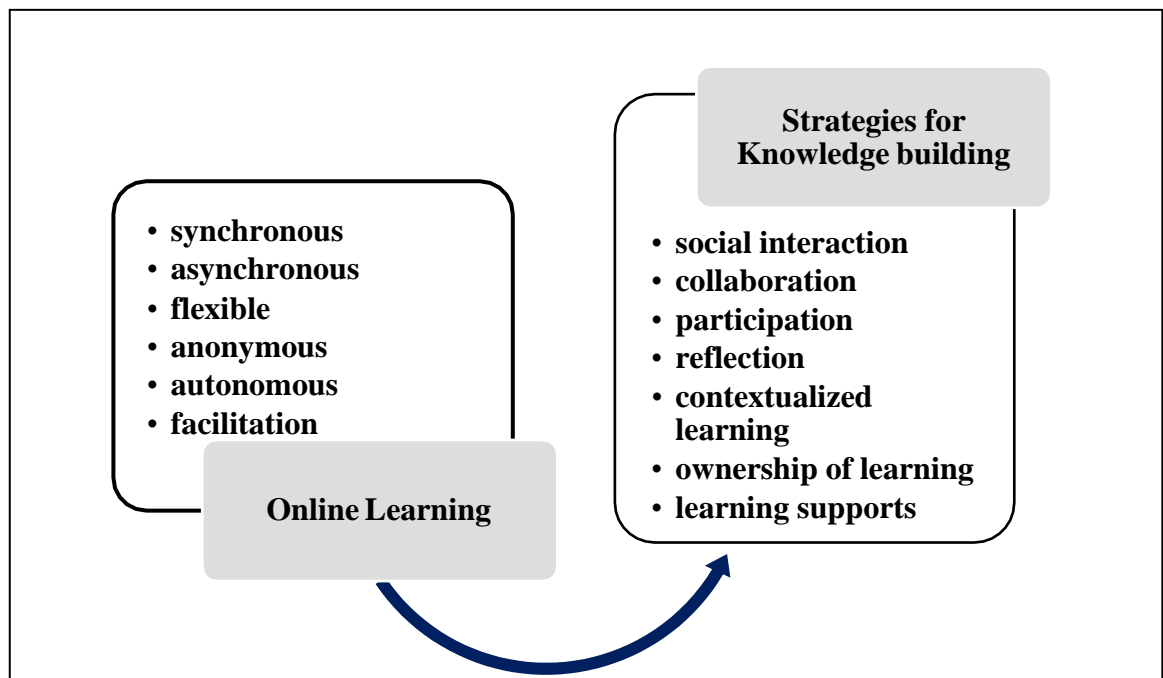 • synchronous
• asynchronous
• flexible
• anonymous
• autonomous
• facilitation
Online Learning
Strategies for
Knowledge building
• social interaction
• collaboration
• participation
• reflection
• contextualized
learning
• ownership of learning
• learning supports